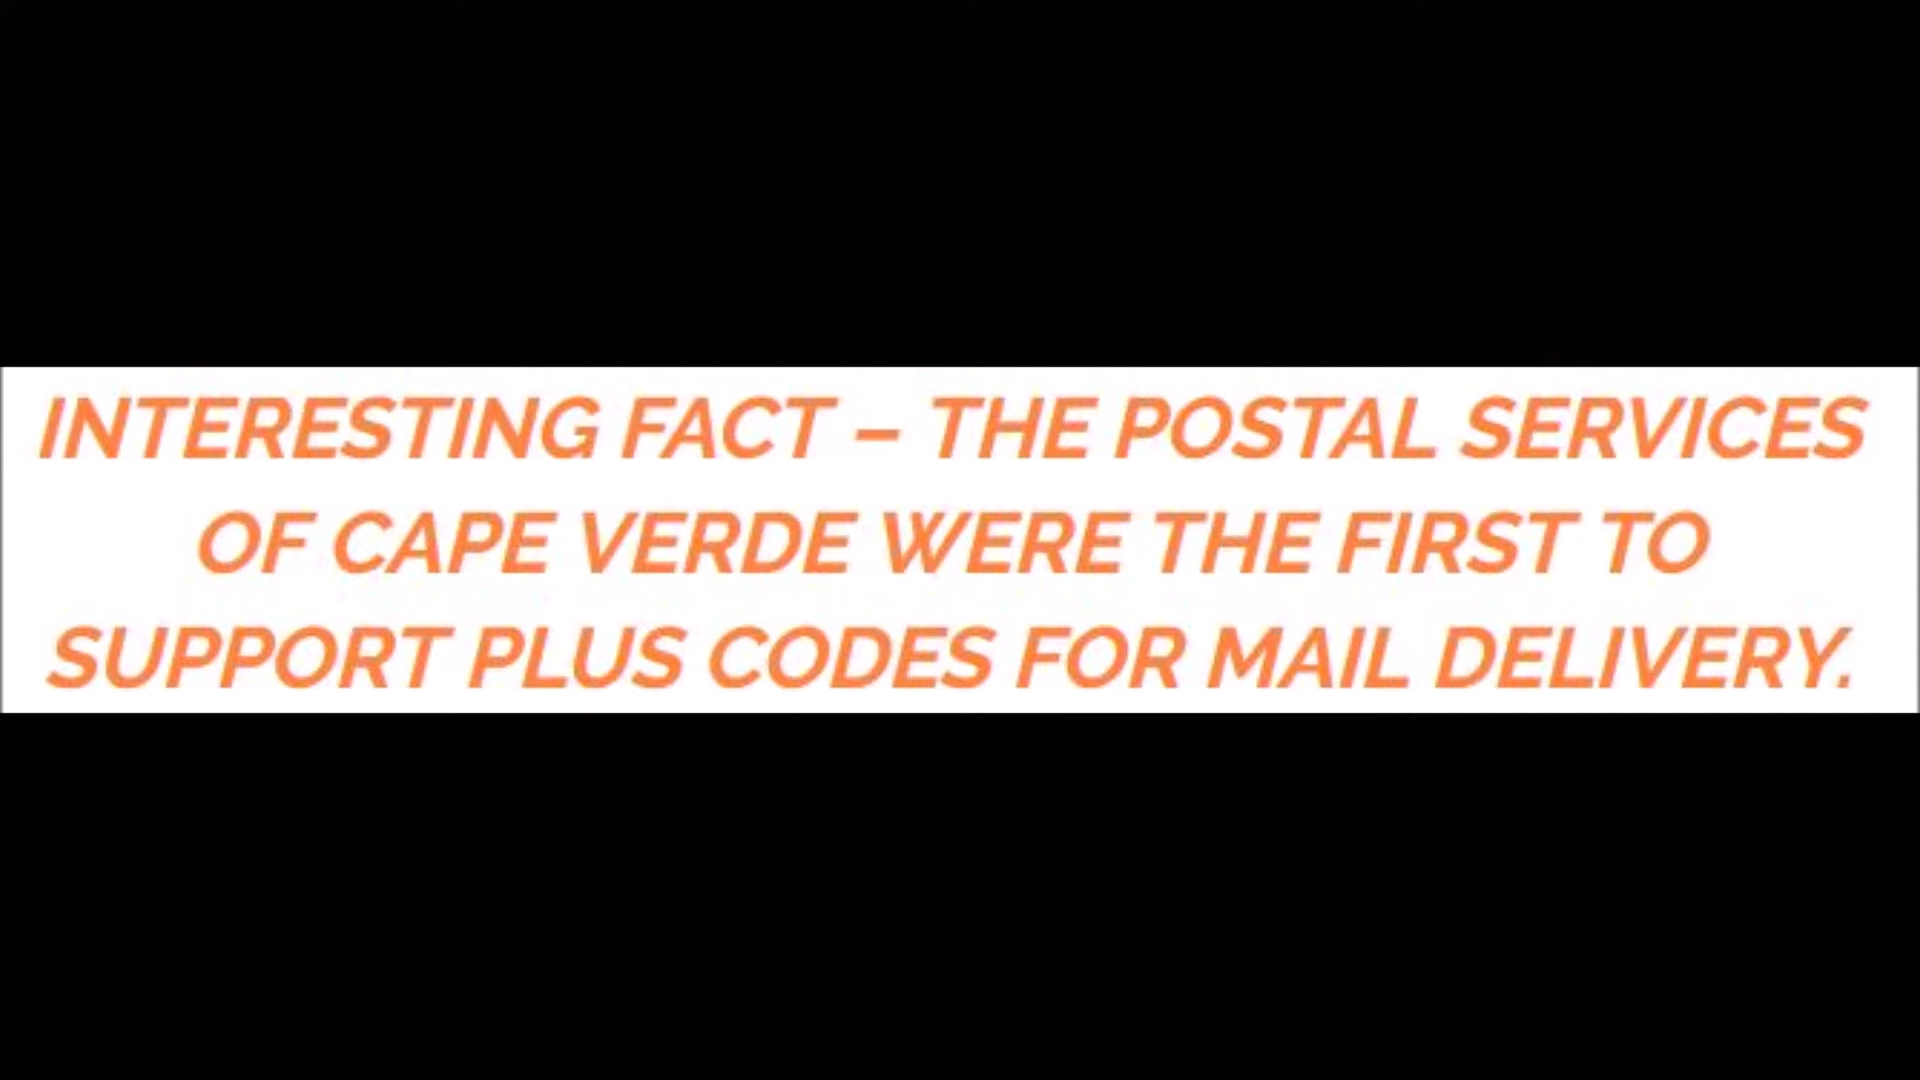 INTERESTING FACT – THE POSTAL SERVICES
OF CAPE VERDE WERE THE FIRST TO
SUPPORT PLUS CODES FOR MAIL DELIVERY.